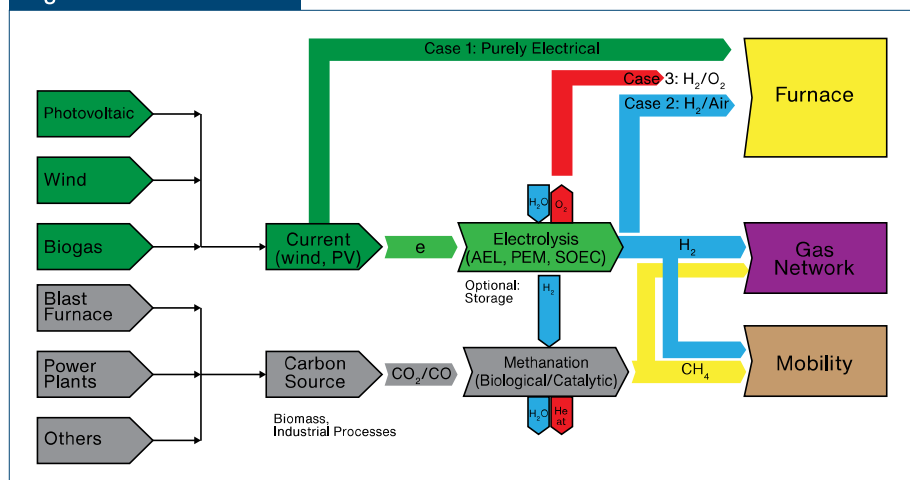 Case 1: Purely Electrical
Case 3: H₂/O₂
Case 2: H₂/Air
Furnace
Photovoltaic
Wind
Biogas
Current
(wind, PV)
e
H₂O
O₂
Electrolysis
(AEL, PEM, SOEC)
Optional:
Storage
H₂
H₂
Gas
Network
Blast
Furnace
Power
Plants
Others
Carbon
Source
Biomass,
Industrial Processes
CO₂/CO
Methanation
(Biological/Catalytic)
H₂O
He
at
CH₄
Mobility